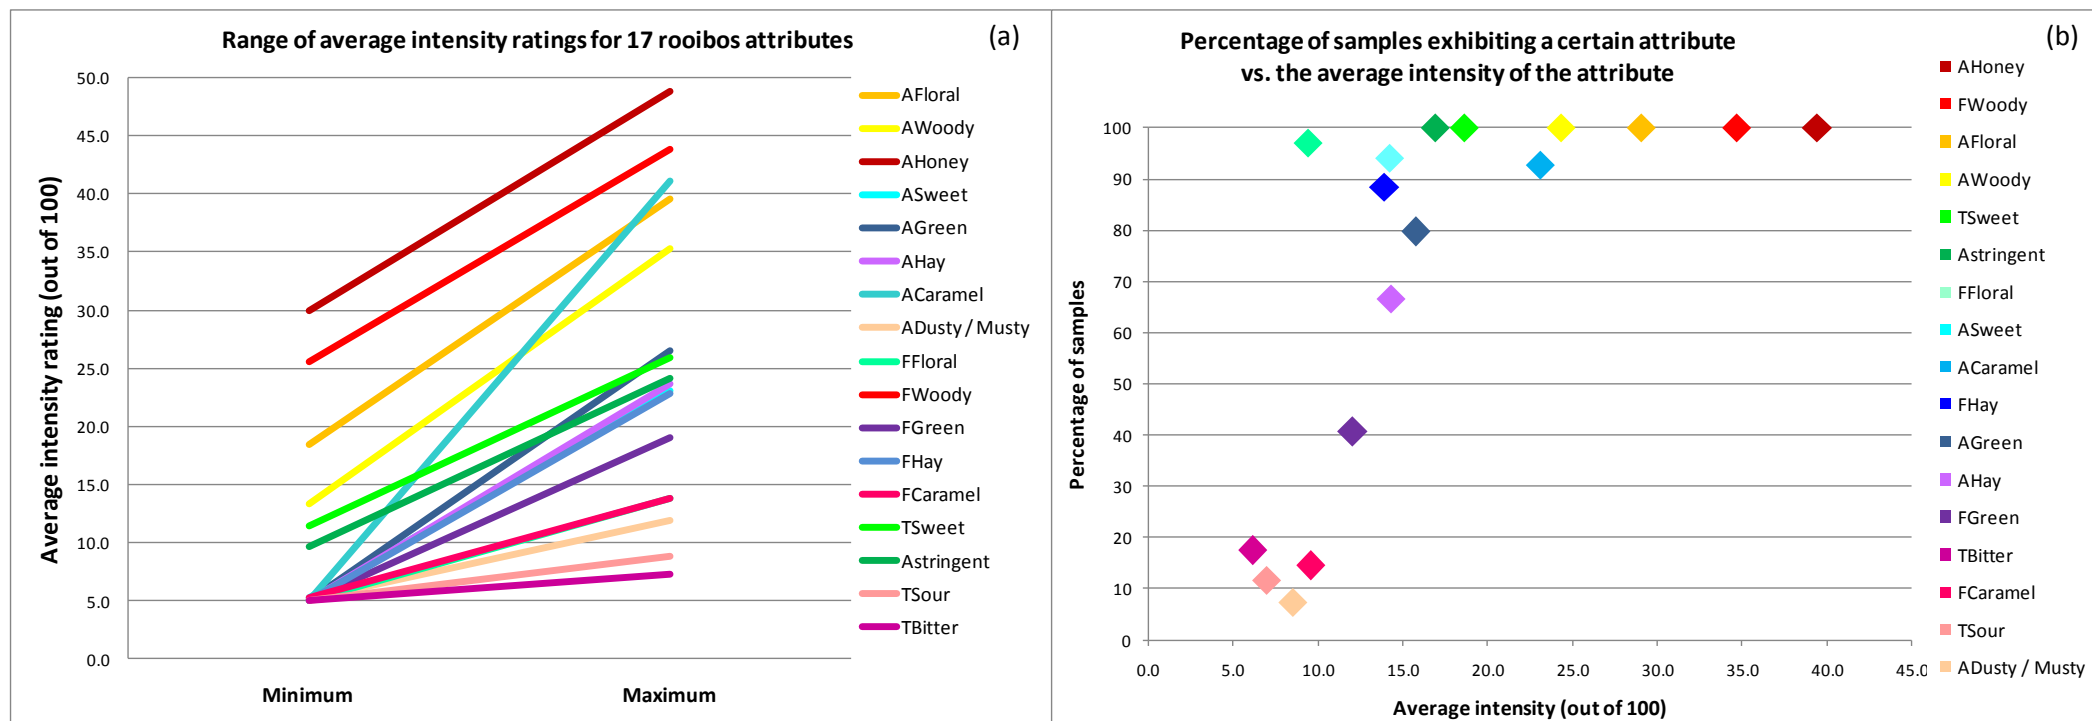 Range of average intensity ratings for 17 rooibos attributes
(a)
Average intensity rating (out of 100)
50.0
45.0
40.0
35.0
30.0
25.0
20.0
15.0
10.0
5.0
0.0
Minimum
Maximum
AFloral
AWoody
AHoney
ASweet
AGreen
AHay
ACaramel
ADusty / Musty
FFloral
FWoody
FGreen
FHay
FCaramel
TSweet
Astringent
TSour
TBitter
Percentage of samples exhibiting a certain attribute
vs. the average intensity of the attribute
(b)
Percentage of samples
100
90
80
70
60
50
40
30
20
10
0
0.0
5.0
10.0
15.0
20.0
25.0
30.0
35.0
40.0
45.0
Average intensity (out of 100)
AHoney
FWoody
AFloral
AWoody
TSweet
Astringent
FFloral
ASweet
ACaramel
FHay
AGreen
AHay
FGreen
TBitter
FCaramel
TSour
ADusty / Musty